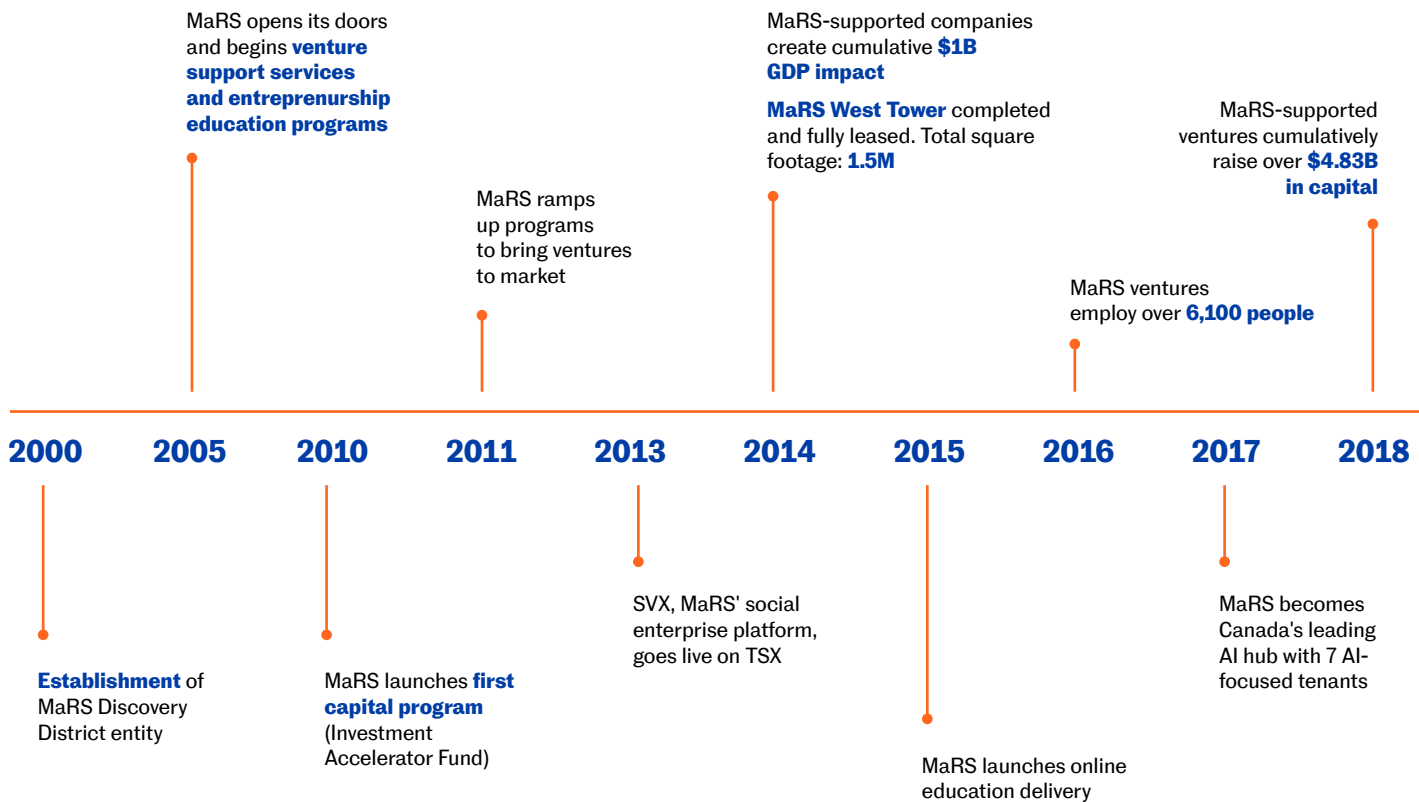 MaRS opens its doors
and begins venture
support services
and entreprenurship
education programs
MaRS ramps
up programs
to bring ventures
to market
MaRS-supported companies
create cumulative $1B
GDP impact
MaRS West Tower completed
and fully leased. Total square
footage: 1.5M
MaRS ventures
employ over 6,100 people
MaRS-supported
ventures cumulatively
raise over $4.83B
in capital
2000 2005 2010 2011 2013 2014 2015 2016 2017 2018
Establishment of
MaRS Discovery
District entity
MaRS launches first
capital program
(Investment
Accelerator Fund)
SVX, MaRS' social
enterprise platform,
goes live on TSX
MaRS launches online
education delivery
MaRS becomes
Canada's leading
AI hub with 7 AI-
focused tenants